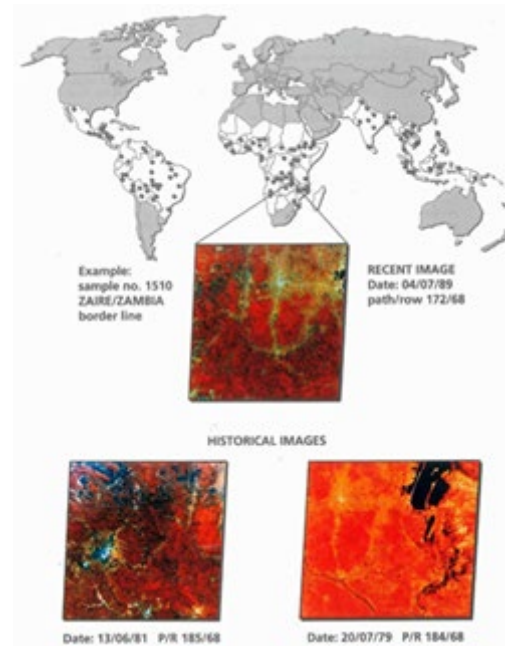 Example:
sample no. 1510
ZAIRE/ZAMBIA
border line
RECENT IMAGE
Date: 04/07/89
path/row 172/68
HISTORICAL IMAGES
Date: 13/06/81 P/R 185/68
Date: 20/07/79 P/R 184/68